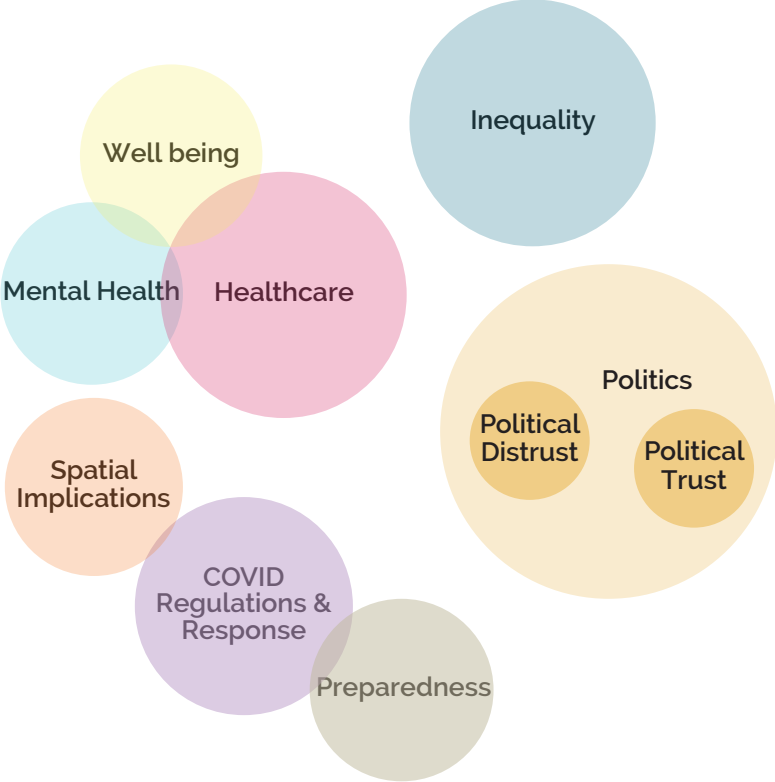 Inequality
Well being
Mental Health
Healthcare
Politics
Political
Distrust
Political
Trust
Spatial
Implications
COVID
Regulations &
Response
Preparedness